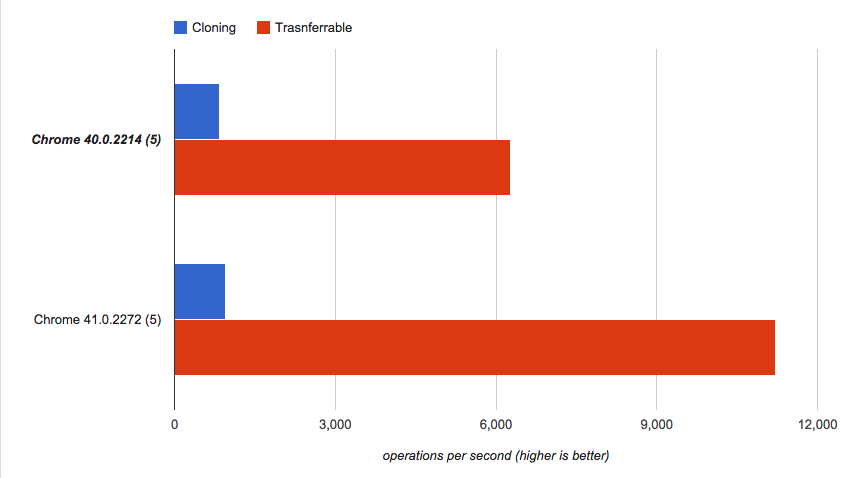 Cloning Trasnferrable
Chrome 40.0.2214 (5)
Chrome 41.0.2272 (5)
0 3,000 6,000 9,000 12,000
operations per second (higher is better)